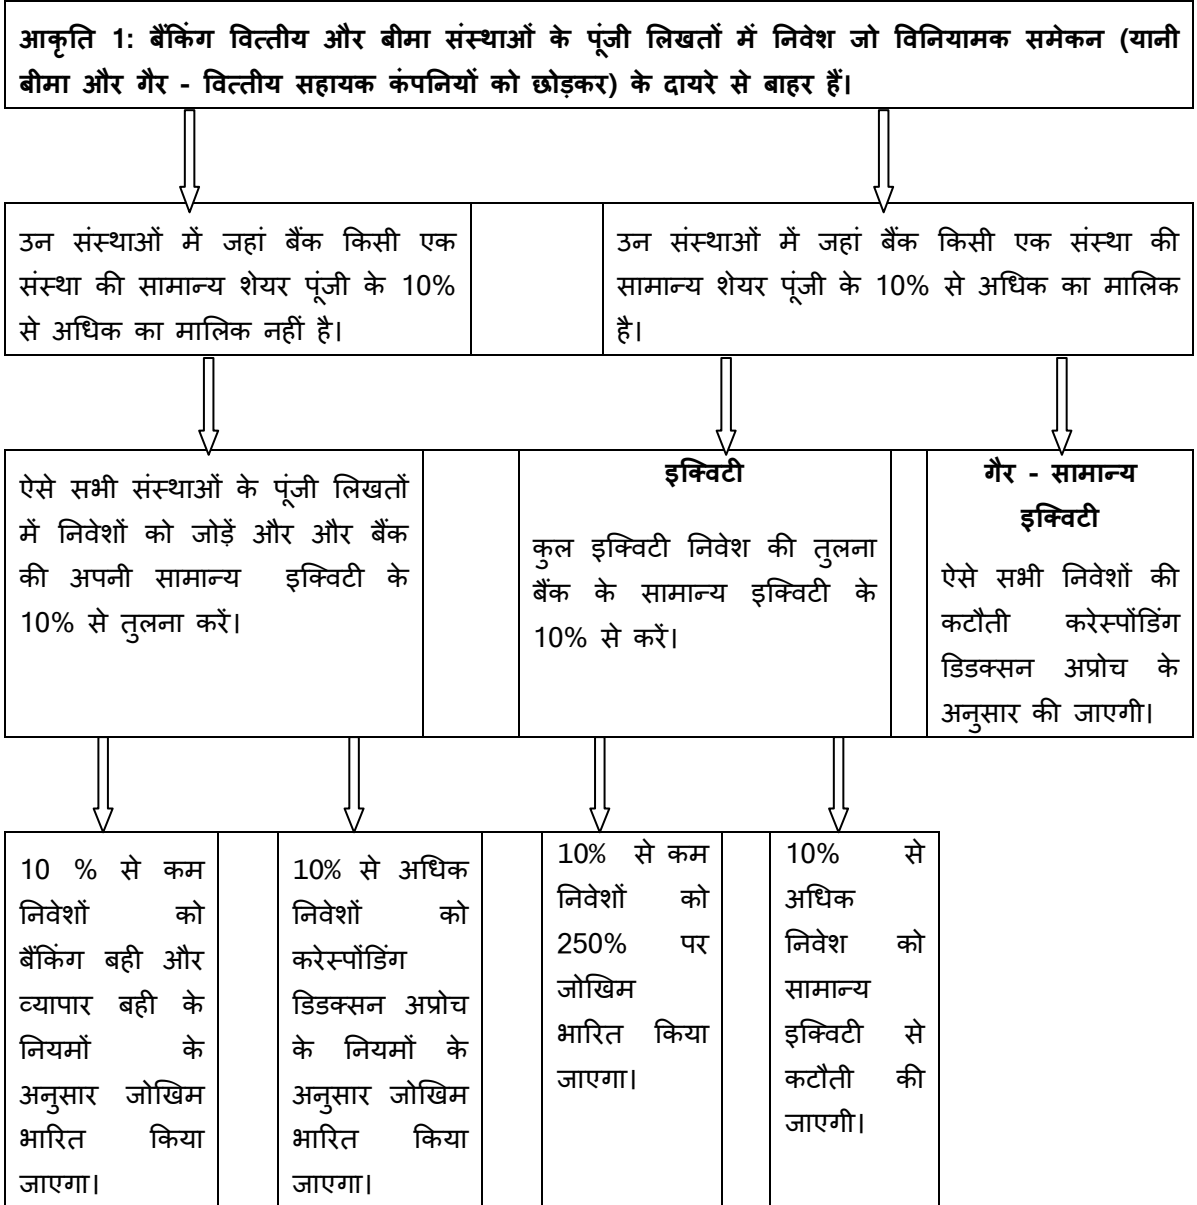 आकृति 1: बैंकिंग वित्तीय और बीमा संस्थाओं के पूंजी लिखतों में निवेश जो विनियामक समेकन (यानी
बीमा और गैर - वित्तीय सहायक कंपनियों को छोड़कर) के दायरे से बाहर हैं।
उन संस्थाओं में जहां बैंक किसी एक
संस्था की सामान्य शेयर पूंजी के 10%
से अधिक का मालिक नहीं है।
उन संस्थाओं में जहां बैंक किसी एक संस्था की
सामान्य शेयर पूंजी के 10% से अधिक का मालिक
है।
ऐसे सभी संस्थाओं के पूंजी लिखतों
में निवेशों को जोड़ें और और बैंक
की अपनी सामान्य इक्विटी के
10% से तुलना करें।
इक्विटी
कुल इक्विटी निवेश की तुलना
बैंक के सामान्य इक्विटी के
10% से करें।
गैर - सामान्य
इक्विटी
ऐसे सभी निवेशों की
कटौती करेस्पोंडिंग
डिडक्सन अप्रोच के
अनुसार की जाएगी।
10 % से कम
निवेशों को
बैंकिंग बही और
व्यापार बही के
नियमों के
अनुसार जोखिम
भारित किया
जाएगा।
10% से अधिक
निवेशों को
करेस्पोंडिंग
डिडक्सन अप्रोच
के नियमों के
अनुसार जोखिम
भारित किया
जाएगा।
10% से कम
निवेशों को
250% पर
जोखिम
भारित किया
जाएगा।
10% से
अधिक
निवेश को
सामान्य
इक्विटी से
कटौती की
जाएगी।